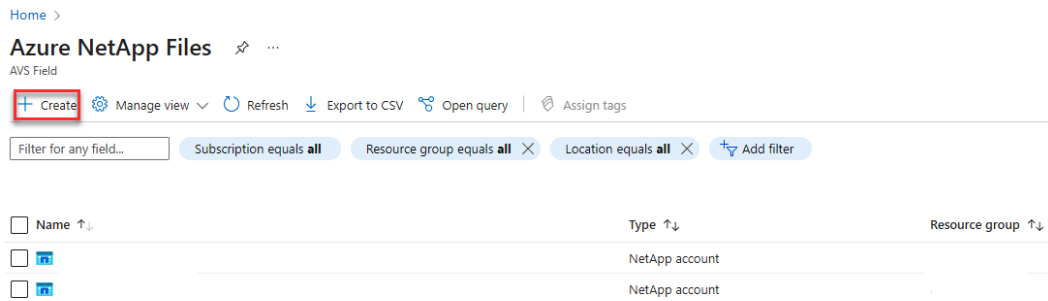 Home >
Azure NetApp Files
AVS Field
+ Create Manage view Refresh Export to CSV Open query Assign tags
Filter for any field... Subscription equals all Resource group equals all Location equals all Add filter
Name Type Resource group
NetApp account
NetApp account